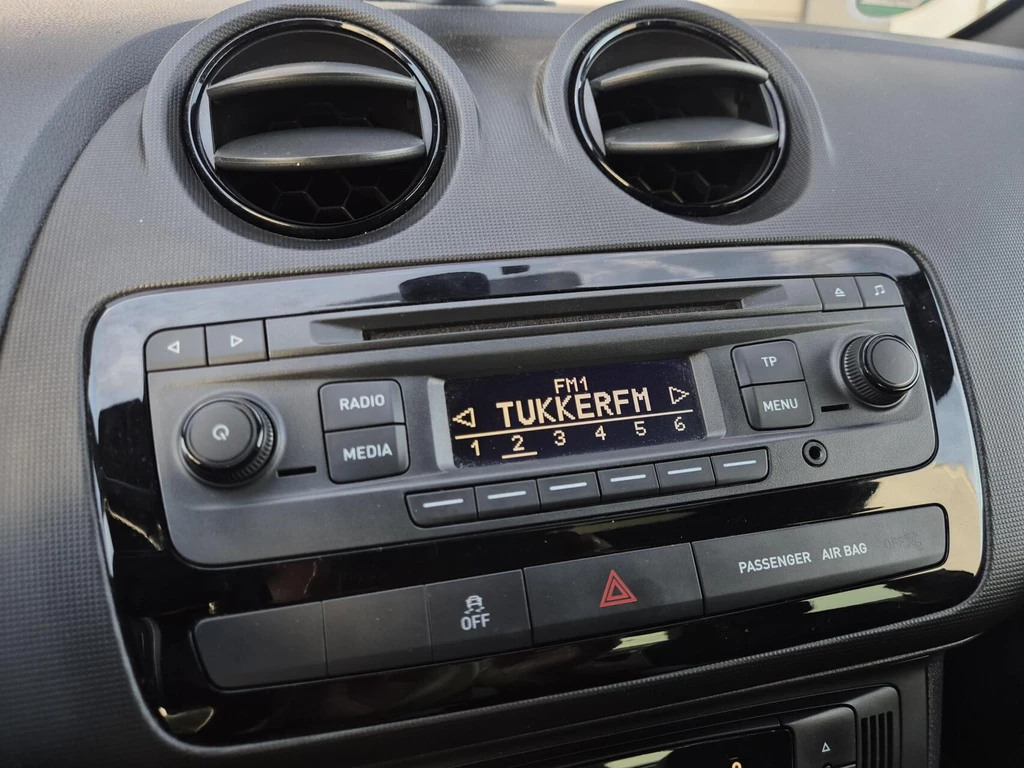 RADIO
MEDIA
FM1
TUKKERFM
1 2 3 4 5 6
TP
MENU
OFF
PASSENGER AIR BAG